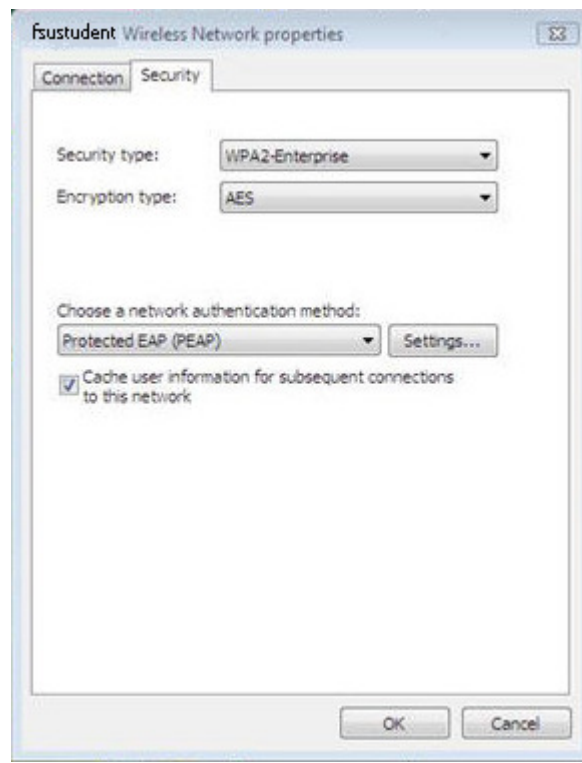 fsustudent Wireless Network properties
Connection Security
Security type: WPA2-Enterprise
Encryption type: AES
Choose a network authentication method:
Protected EAP (PEAP) Settings...
Cache user information for subsequent connections
to this network
OK Cancel